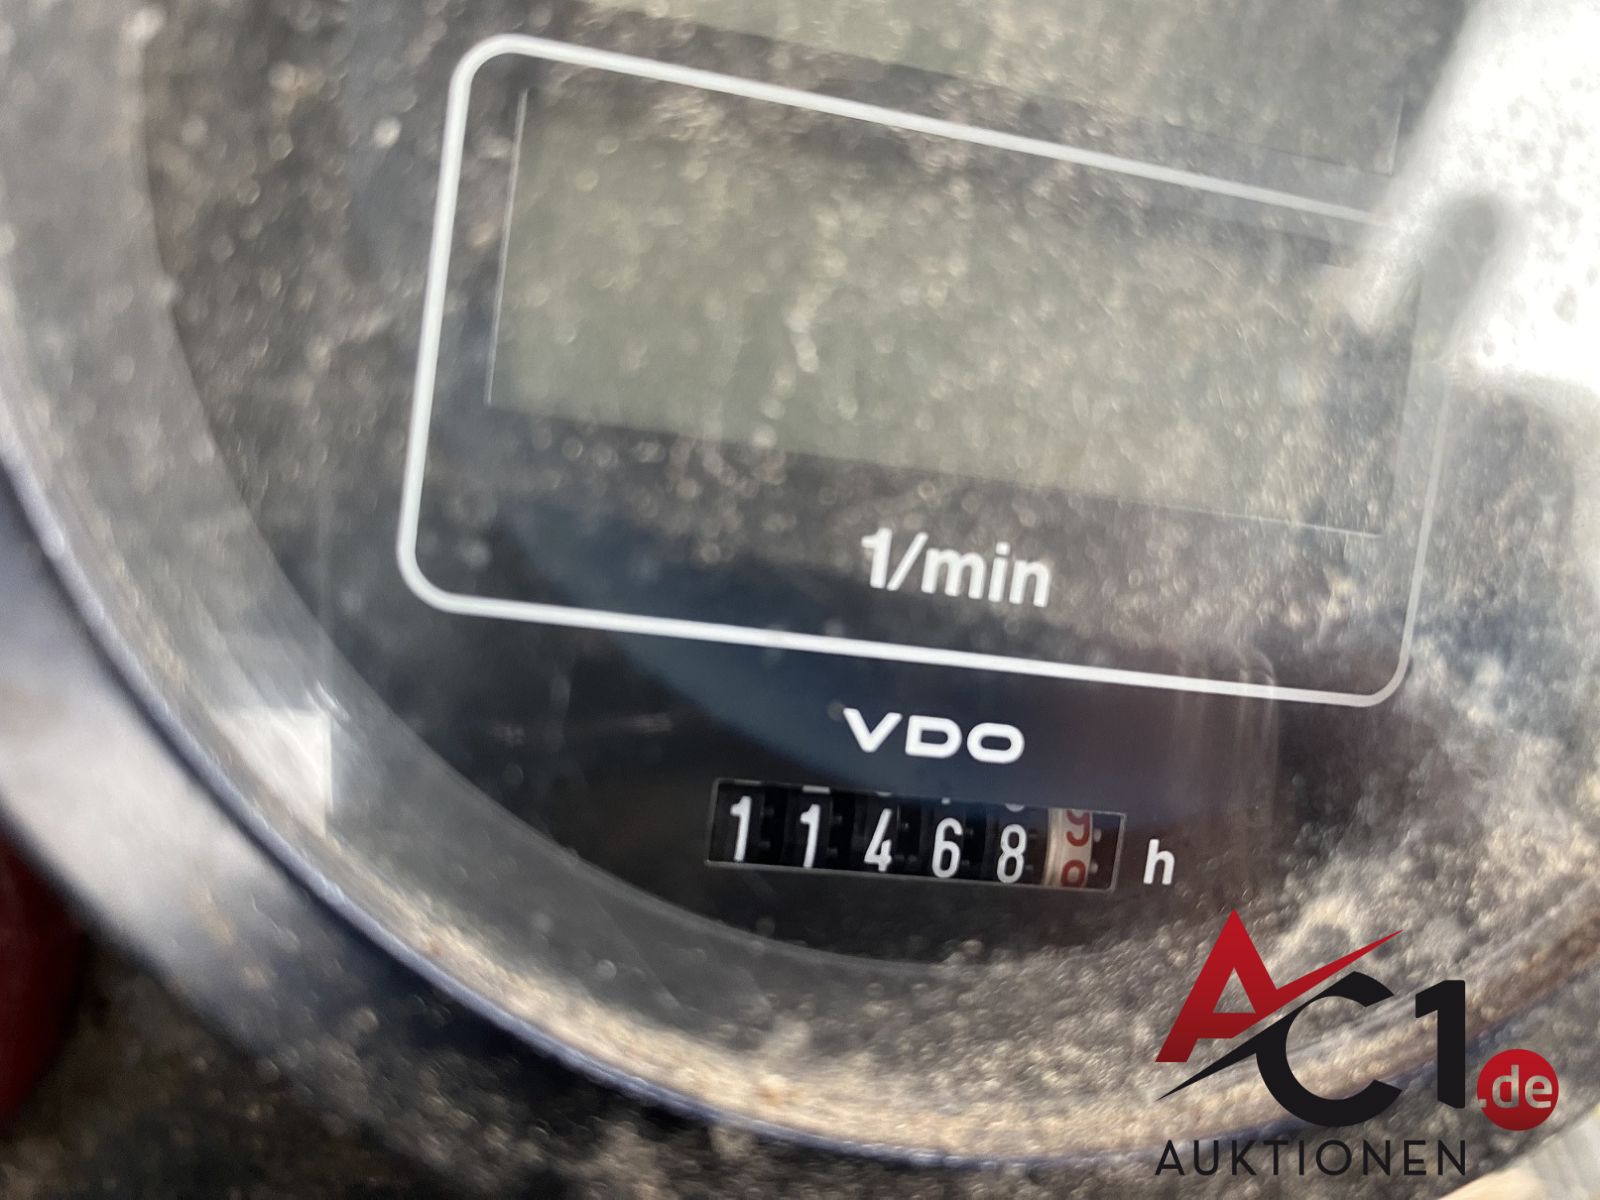 1/min
VDO
11468 h
AC1.de
AUKTIONEN